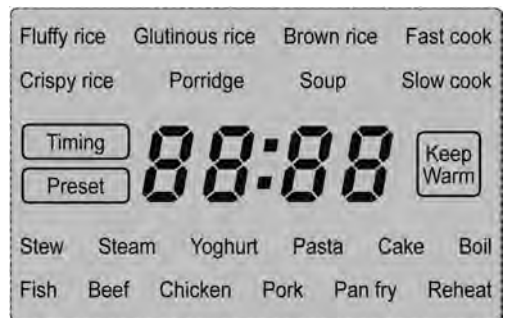 Fluffy rice Glutinous rice Brown rice Fast cook
Crispy rice Porridge Soup Slow cook
Timing
Preset
88:88
Keep
Warm
Stew Steam Yoghurt Pasta Cake Boil
Fish Beef Chicken Pork Pan fry Reheat